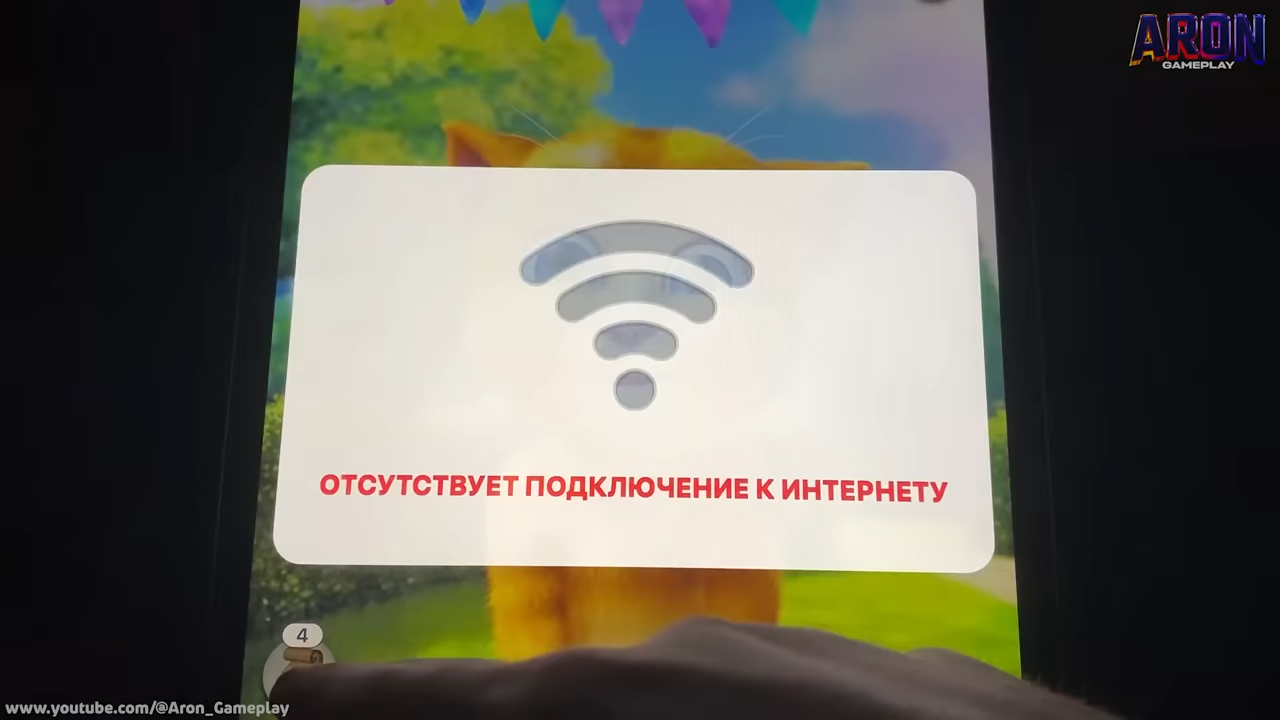 ARON
GAMEPLAY
ОТСУТСТВУЕТ ПОДКЛЮЧЕНИЕ К ИНТЕРНЕТУ
4
www.youtube.com/@Aron_Gameplay